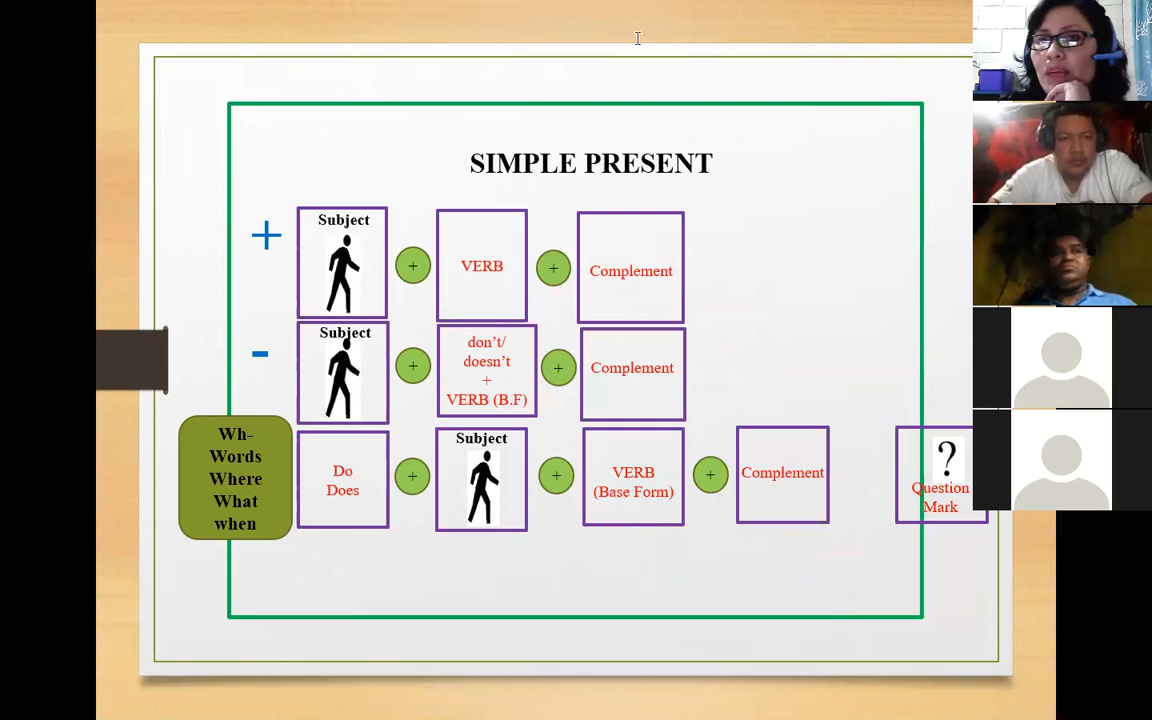 SIMPLE PRESENT
+
Subject
+
VERB
+
Complement
-
Subject
+
don't/
doesn't
+
VERB (B.F)
+
Complement
Wh-
Words
Where
What
when
Do
Does
+
Subject
+
VERB
(Base Form)
+
Complement
?
Question
Mark